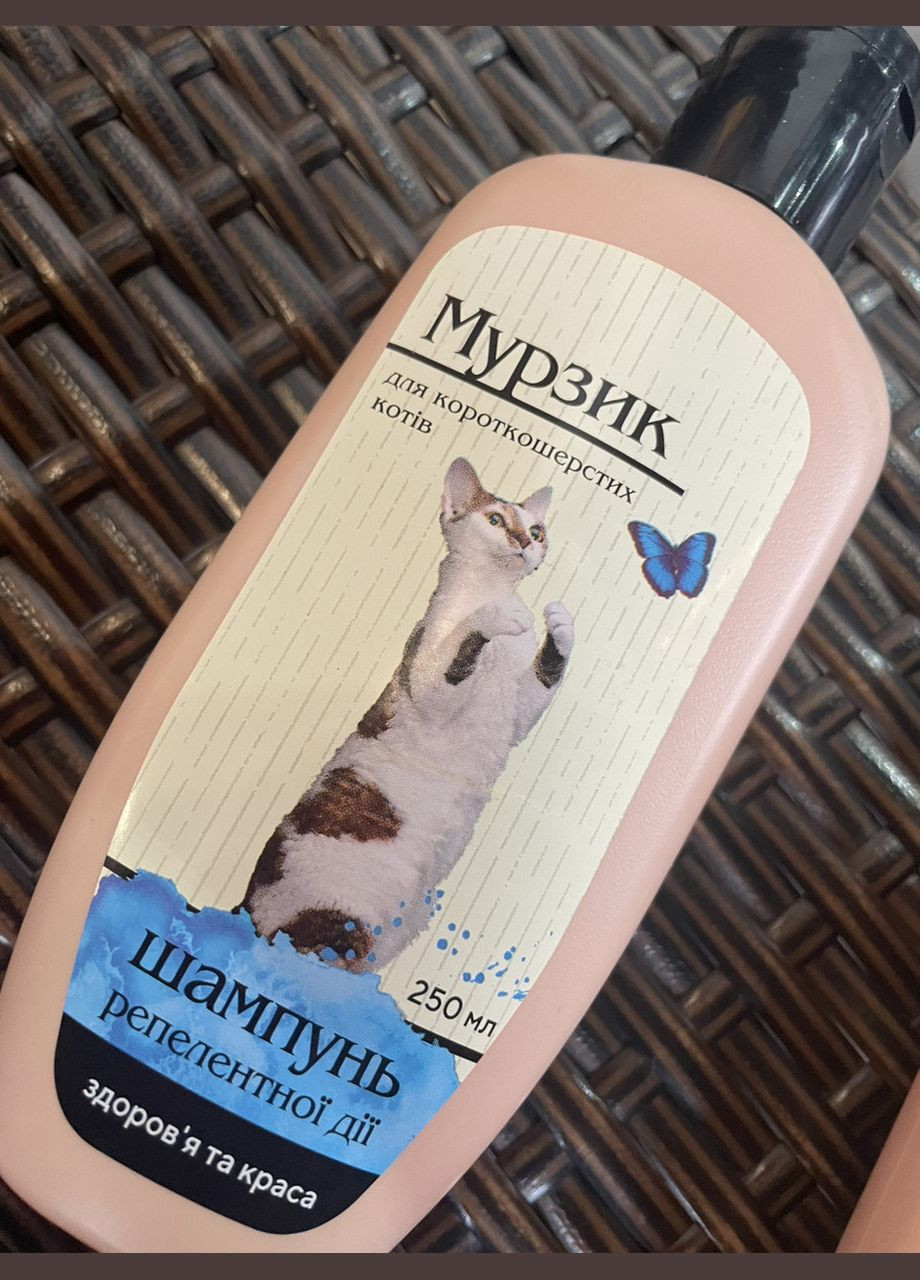 Мурзик
для короткошерстих
котів
250 мл
шампунь
репелентної дії
здоров'я та краса